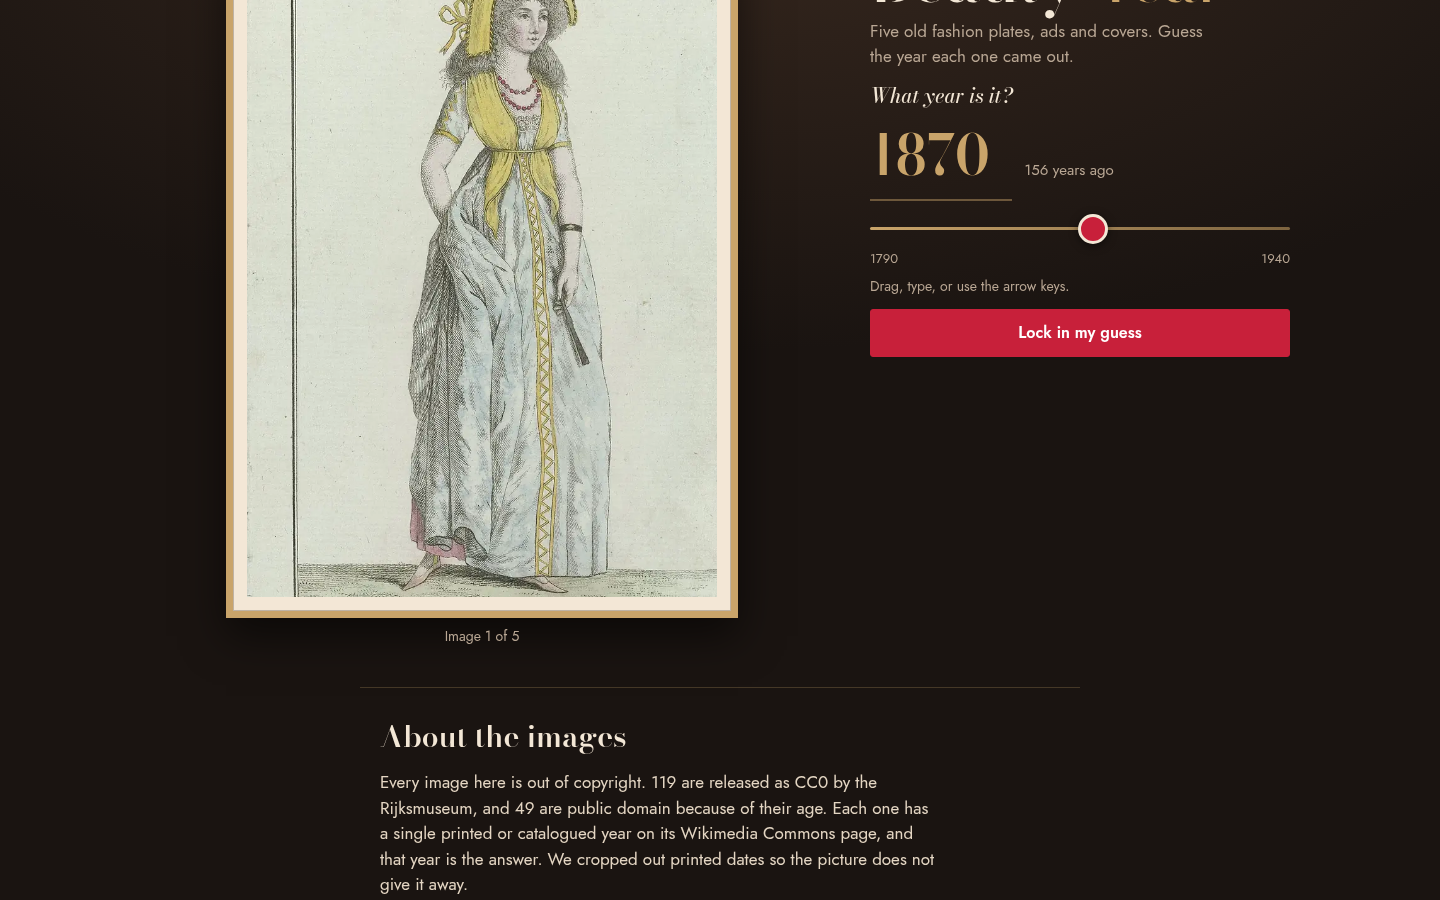 Five old fashion plates, ads and covers. Guess
the year each one came out.
What year is it?
1870
156 years ago
1790
1940
Drag, type, or use the arrow keys.
Lock in my guess
Image 1 of 5
About the images
Every image here is out of copyright. 119 are released as CC0 by the
Rijksmuseum, and 49 are public domain because of their age. Each one has
a single printed or catalogued year on its Wikimedia Commons page, and
that year is the answer. We cropped out printed dates so the picture does not
give it away.